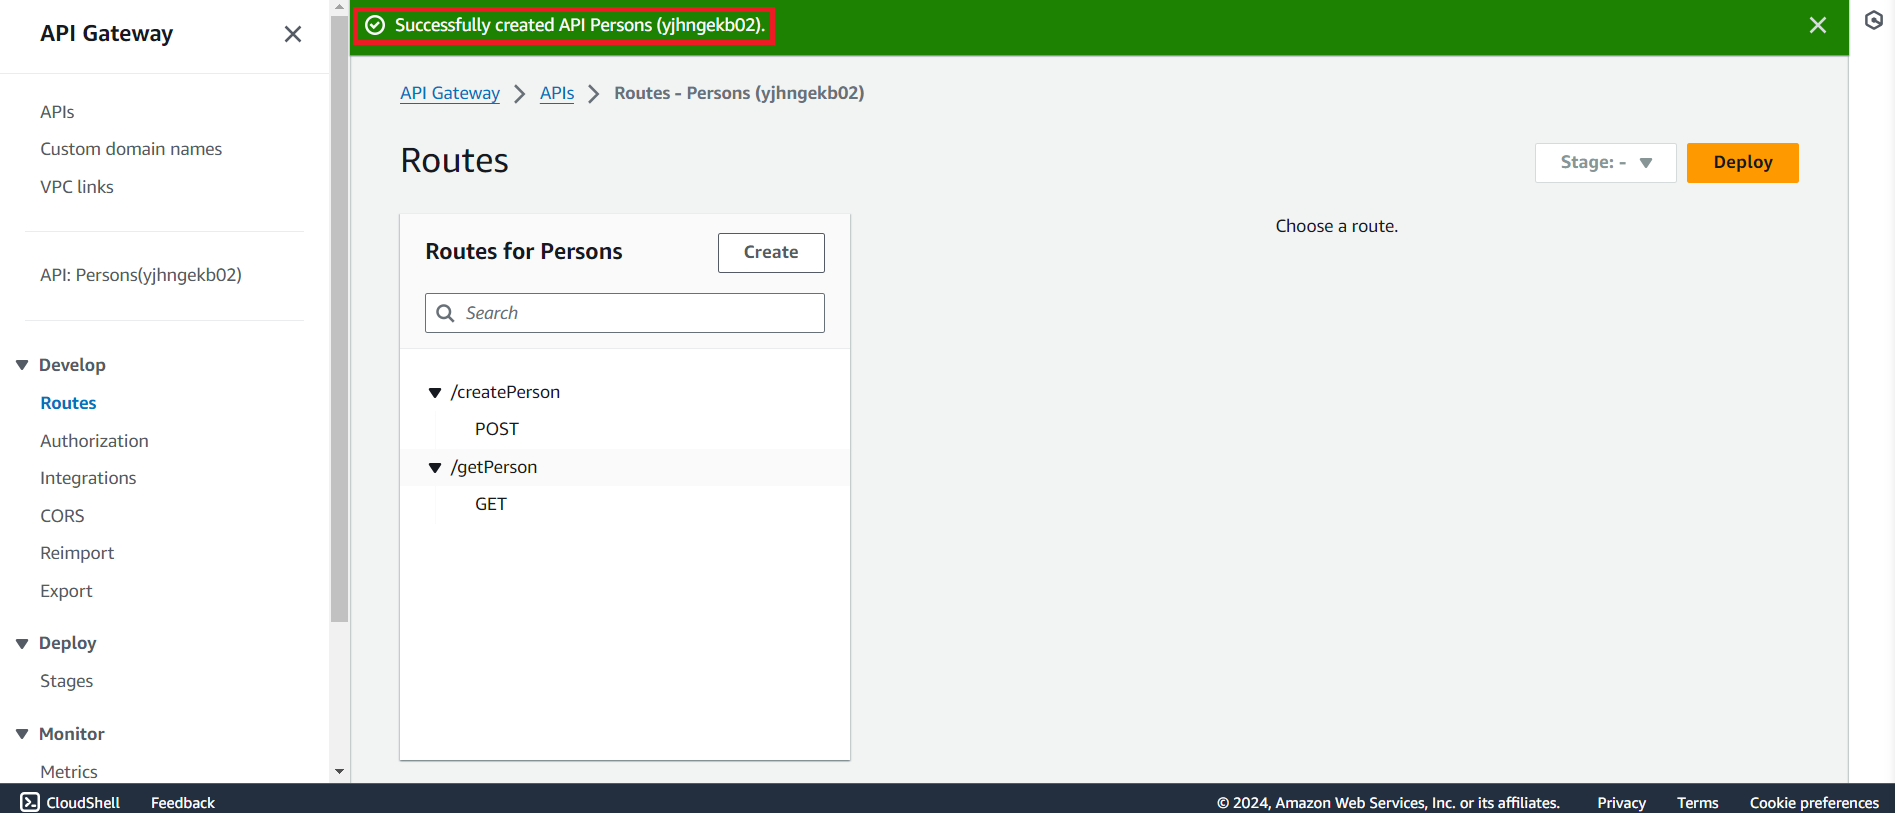 API Gateway
APIs
Custom domain names
VPC links
API: Persons(yjhngekb02)
Develop
Routes
Authorization
Integrations
CORS
Reimport
Export
Deploy
Stages
Monitor
Metrics
Successfully created API Persons (yjhngekb02).
API Gateway > APIs > Routes - Persons (yjhngekb02)
Routes
Stage: -
Deploy
Routes for Persons
Create
Search
/createPerson
POST
/getPerson
GET
Choose a route.
CloudShell Feedback © 2024, Amazon Web Services, Inc. or its affiliates. Privacy Terms Cookie preferences